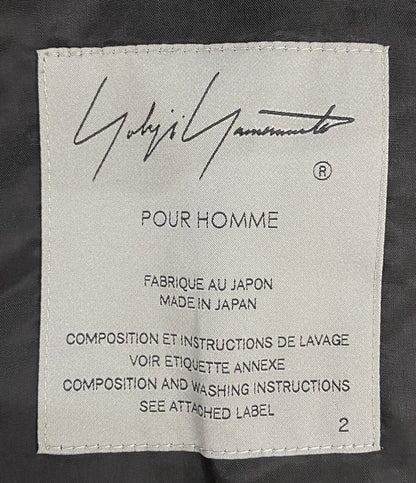 Yohji Yamamoto
®
POUR HOMME
FABRIQUE AU JAPON
MADE IN JAPAN
COMPOSITION ET INSTRUCTIONS DE LAVAGE
VOIR ETIQUETTE ANNEXE
COMPOSITION AND WASHING INSTRUCTIONS
SEE ATTACHED LABEL
2